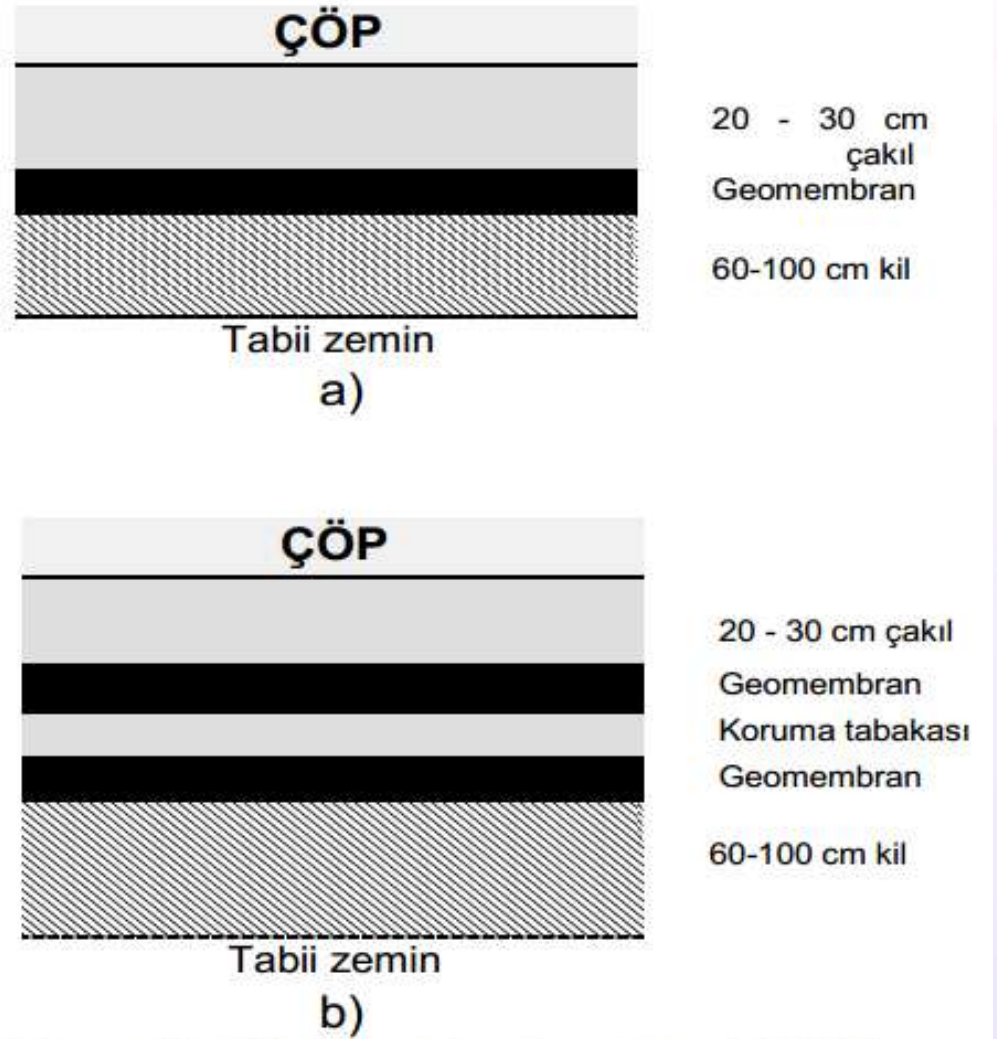 ÇÖP
20 - 30 cm
çakıl
Geomembran
60-100 cm kil
Tabii zemin
a)
ÇÖP
20 - 30 cm çakıl
Geomembran
Koruma tabakası
Geomembran
60-100 cm kil
Tabii zemin
b)